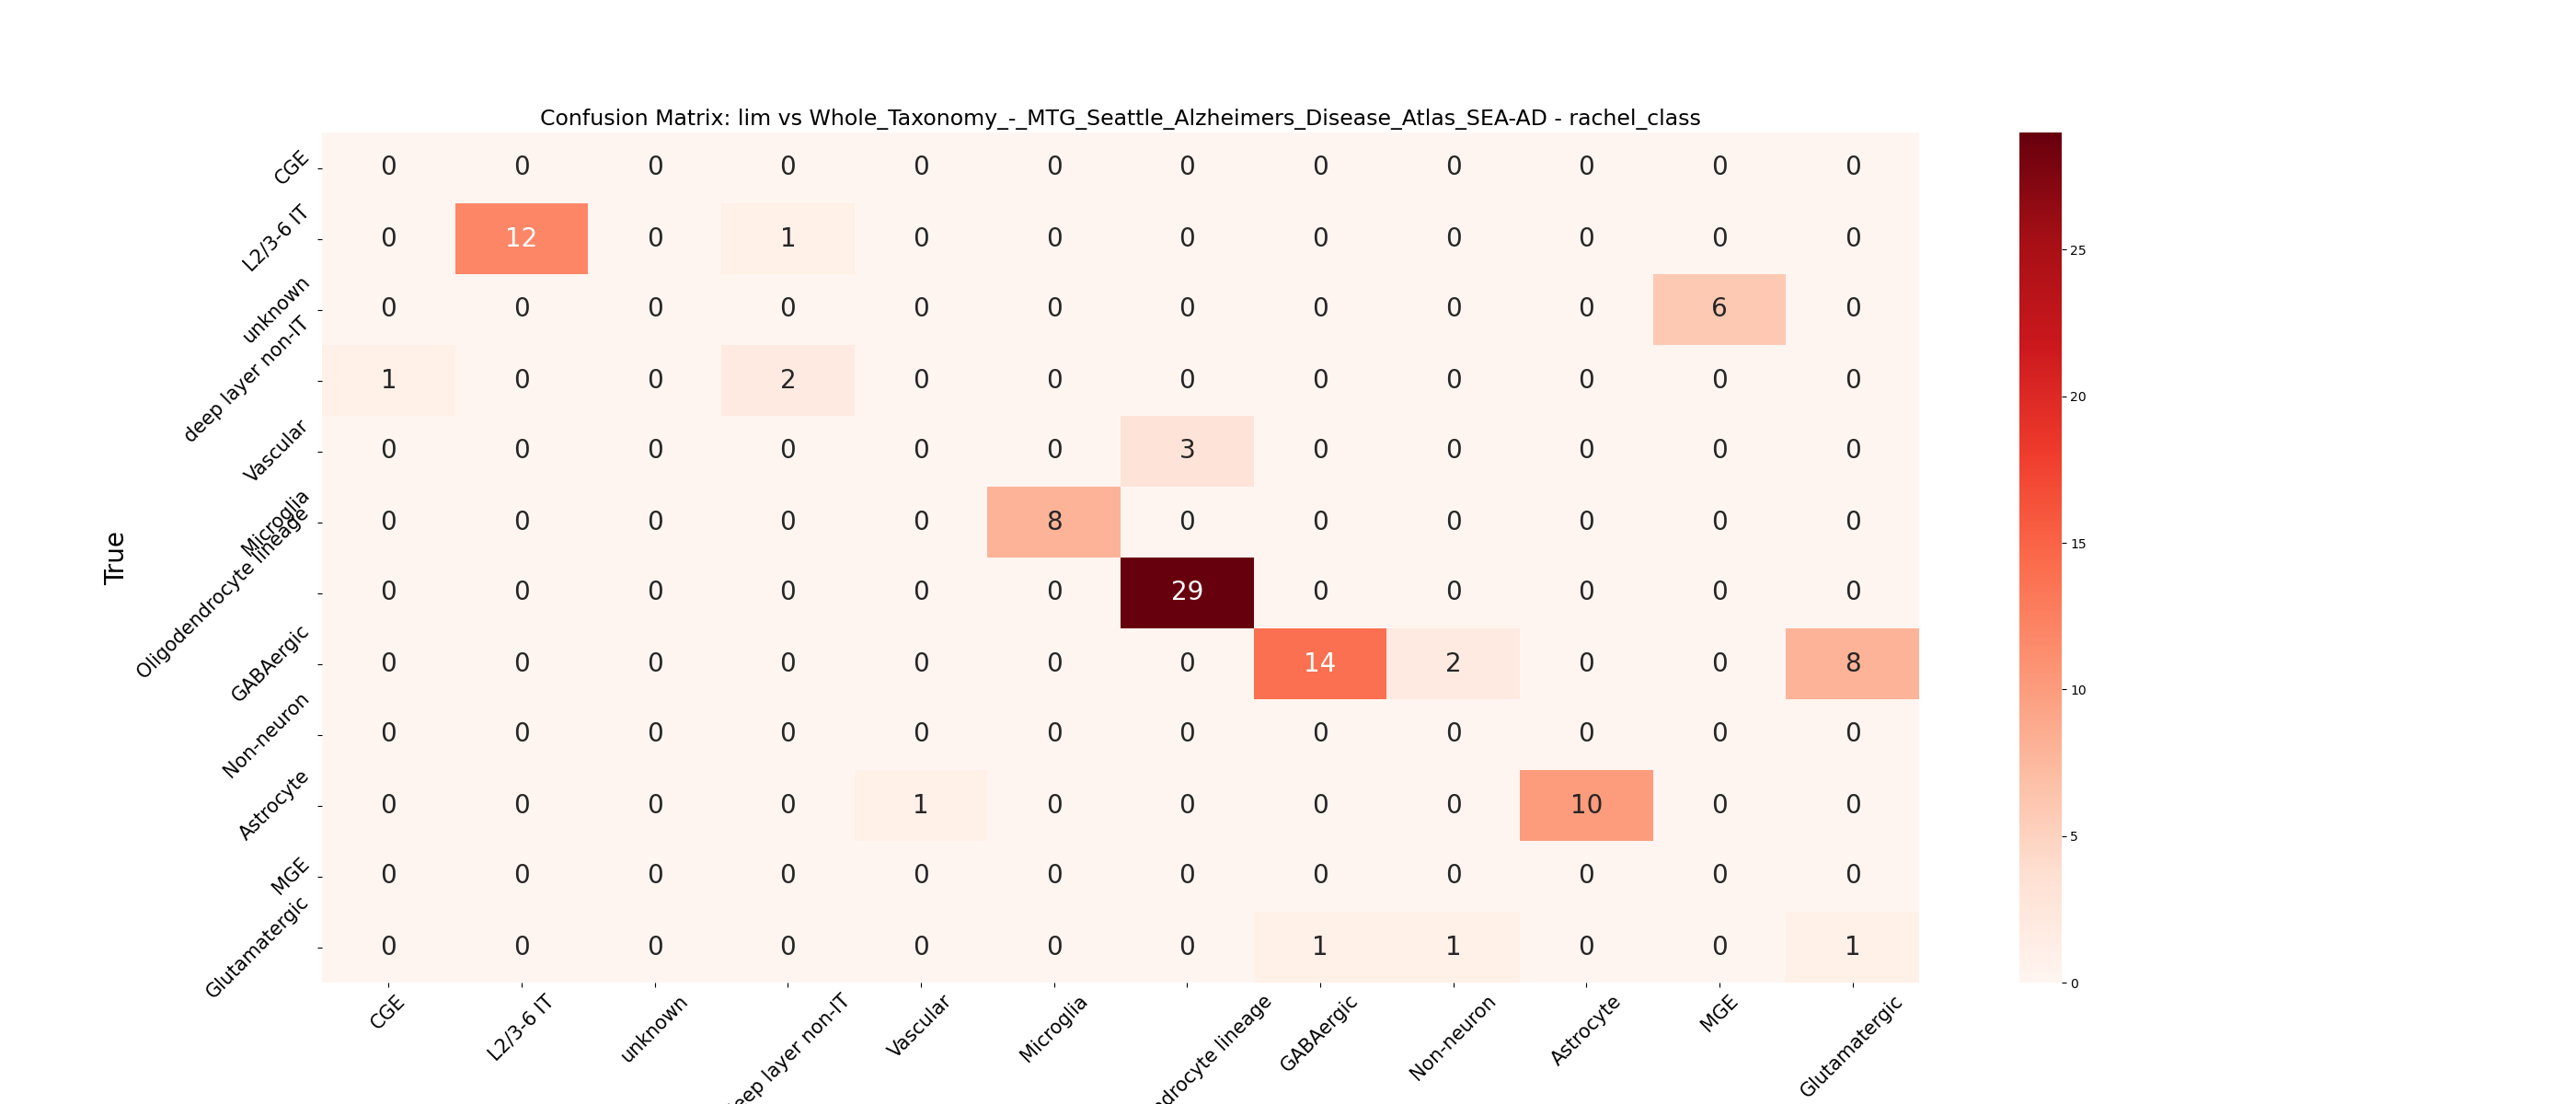 Confusion Matrix: lim vs Whole_Taxonomy_-_MTG_Seattle_Alzheimers_Disease_Atlas_SEA-AD - rachel_class
CGE 0 0 0 0 0 0 0 0 0 0 0 0
L2/3-6 IT 0 12 0 1 0 0 0 0 0 0 0 0
unknown 0 0 0 0 0 0 0 0 0 0 6 0
deep layer non-IT 1 0 0 2 0 0 0 0 0 0 0 0
Vascular 0 0 0 0 0 0 3 0 0 0 0 0
Microglia 0 0 0 0 0 8 0 0 0 0 0 0
Oligodendrocyte lineage 0 0 0 0 0 0 29 0 0 0 0 0
GABAergic 0 0 0 0 0 0 0 14 2 0 0 8
Non-neuron 0 0 0 0 0 0 0 0 0 0 0 0
Astrocyte 0 0 0 0 1 0 0 0 0 10 0 0
MGE 0 0 0 0 0 0 0 0 0 0 0 0
Glutamatergic 0 0 0 0 0 0 0 1 1 0 0 1
True
CGE
L2/3-6 IT
unknown
eep layer non-IT
Vascular
Microglia
ndrocyte lineage
GABAergic
Non-neuron
Astrocyte
MGE
Glutamatergic
25
20
15
10
5
0